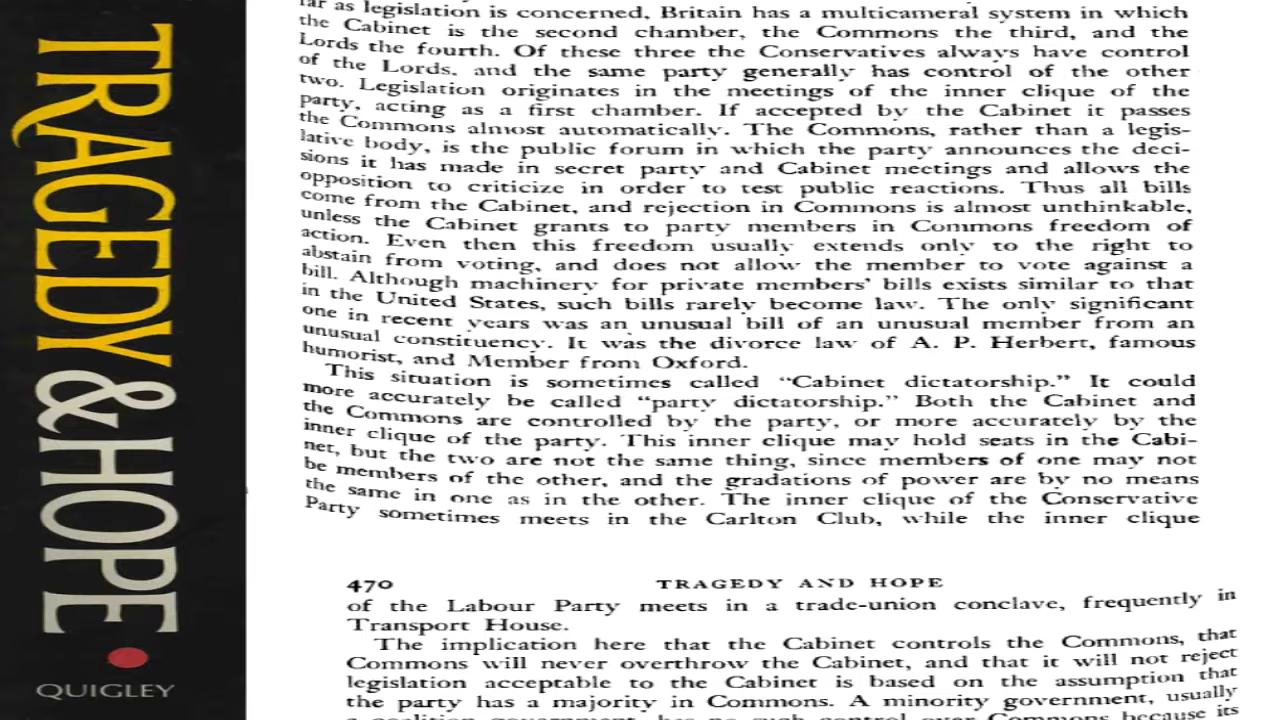 TRAGEDY & HOPE
QUIGLEY
far as legislation is concerned, Britain has a multicameral system in which
the Cabinet is the second chamber, the Commons the third, and the
Lords the fourth. Of these three the Conservatives always have control
of the Lords, and the same party generally has control of the other
two. Legislation originates in the meetings of the inner clique of the
party, acting as a first chamber. If accepted by the Cabinet it passes
the Commons almost automatically. The Commons, rather than a legis-
lative body, is the public forum in which the party announces the deci-
sions it has made in secret party and Cabinet meetings and allows the
opposition to criticize in order to test public reactions. Thus all bills
come from the Cabinet, and rejection in Commons is almost unthinkable,
unless the Cabinet grants to party members in Commons freedom of
action. Even then this freedom usually extends only to the right to
abstain from voting, and does not allow the member to vote against a
bill. Although machinery for private members' bills exists similar to that
in the United States, such bills rarely become law. The only significant
one in recent years was an unusual bill of an unusual member from an
unusual constituency. It was the divorce law of A. P. Herbert, famous
humorist, and Member from Oxford.
This situation is sometimes called "Cabinet dictatorship." It could
more accurately be called "party dictatorship." Both the Cabinet and
the Commons are controlled by the party, or more accurately by the
inner clique of the party. This inner clique may hold seats in the Cabi-
net, but the two are not the same thing, since members of one may not
be members of the other, and the gradations of power are by no means
the same in one as in the other. The inner clique of the Conservative
Party sometimes meets in the Carlton Club, while the inner clique
470 TRAGEDY AND HOPE
of the Labour Party meets in a trade-union conclave, frequently in
Transport House.
The implication here that the Cabinet controls the Commons, that
Commons will never overthrow the Cabinet, and that it will not reject
legislation acceptable to the Cabinet is based on the assumption that
the party has a majority in Commons. A minority government, usually
a coalition government, has no such control over Commons because its